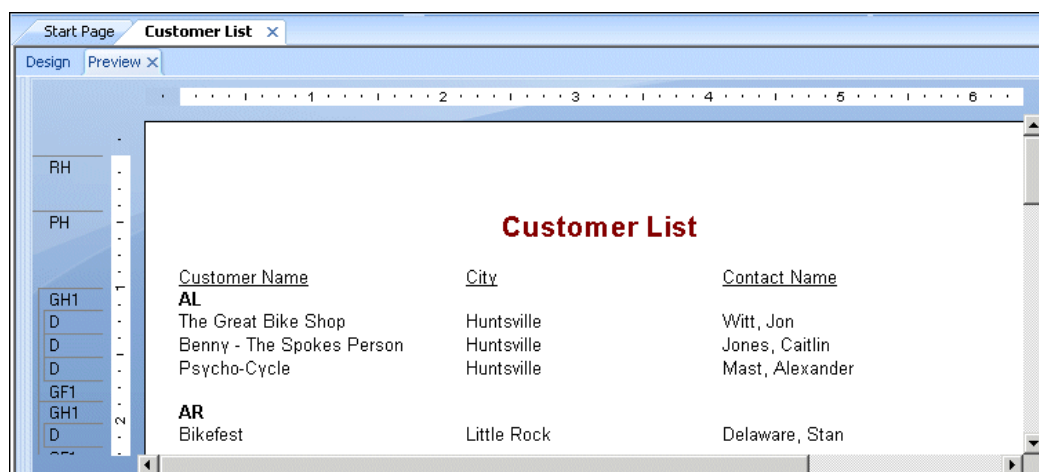 Start Page Customer List
Design Preview
1 2 3 4 5 6
RH
PH
Customer List
Customer Name City Contact Name
1
GH1 AL
D The Great Bike Shop Huntsville Witt, Jon
D Benny - The Spokes Person Huntsville Jones, Caitlin
D Psycho-Cycle Huntsville Mast, Alexander
GF1
GH1 AR
2
D Bikefest Little Rock Delaware, Stan